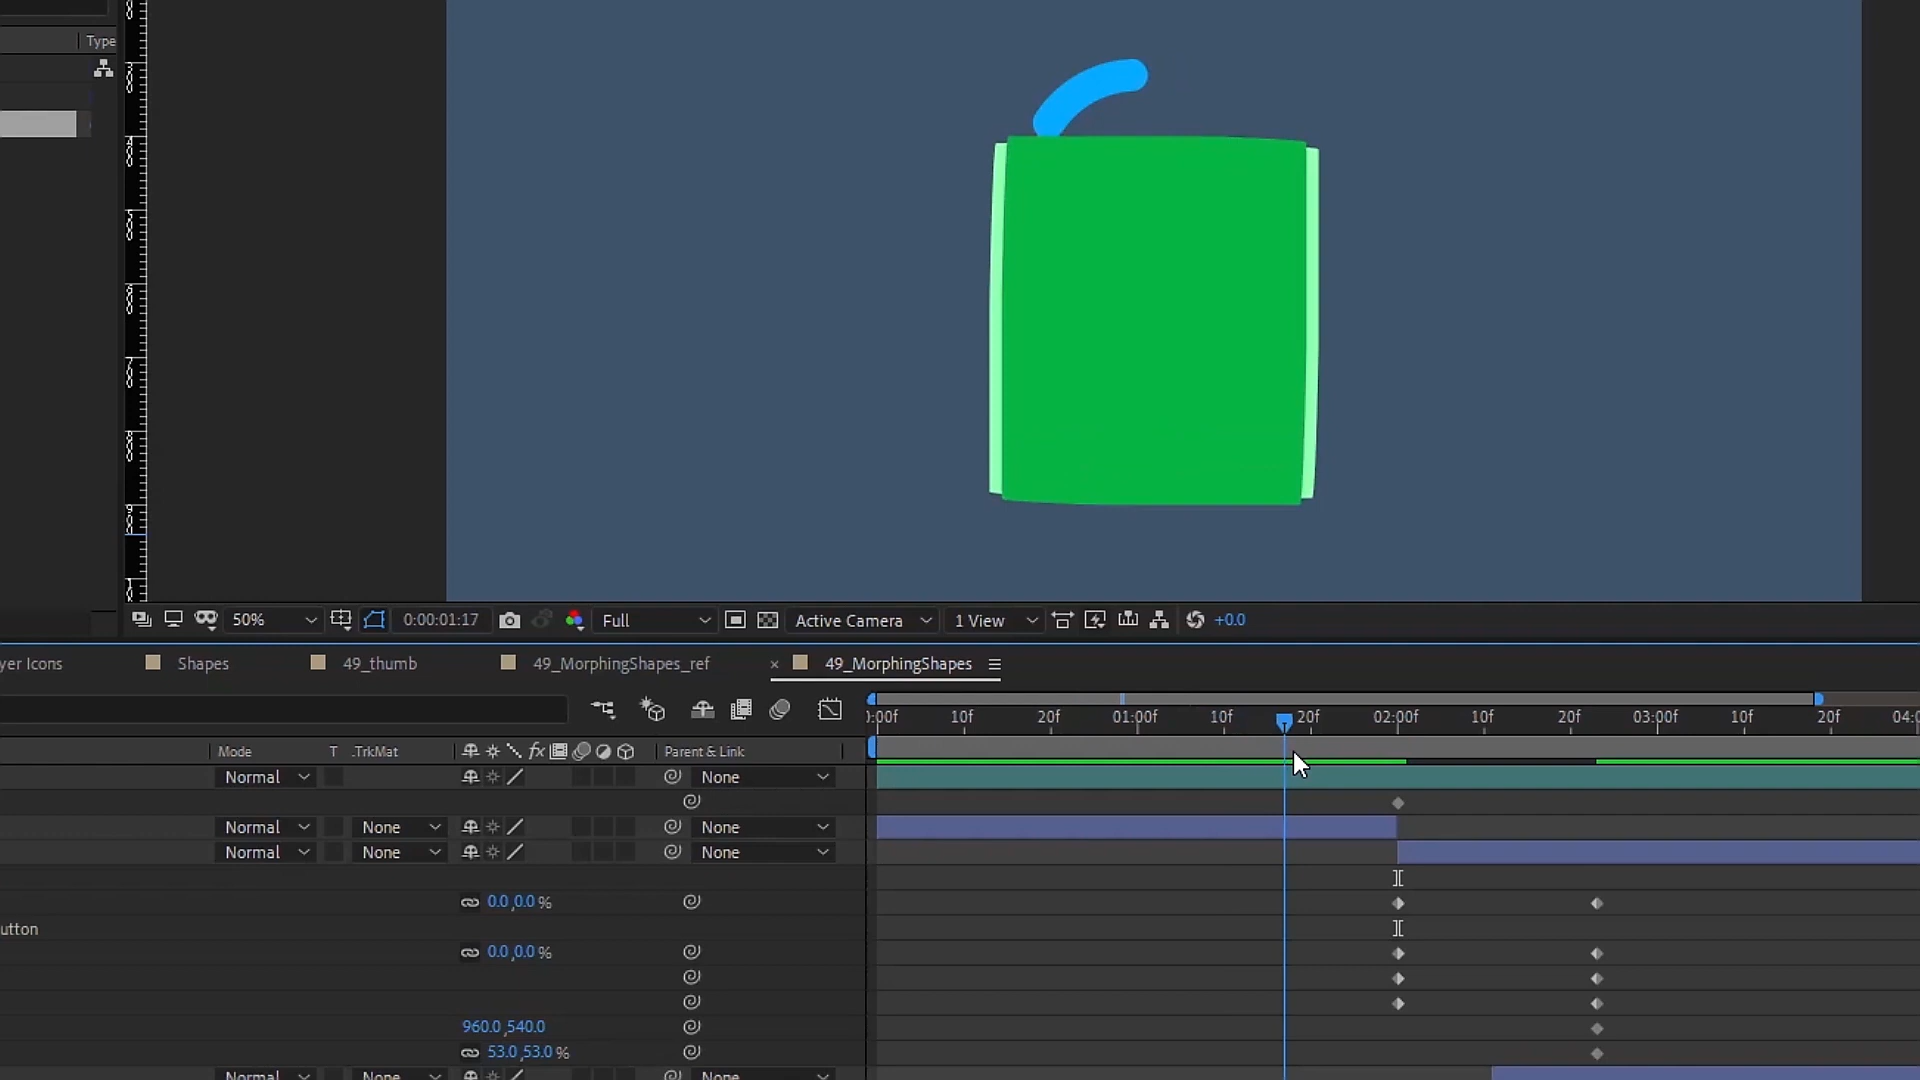 Type
50%
0:00:01:17
Full
Active Camera
1 View
+0.0
yer Icons
Shapes
49_thumb
49_MorphingShapes_ref
× 49_MorphingShapes
):00f 10f 20f 01:00f 10f 20f 02:00f 10f 20f 03:00f 10f 20f 04:0
Mode T .TrkMat fx Parent & Link
Normal None
Normal None None
Normal None None
0.0,0.0 %
utton
0.0,0.0 %
960.0,540.0
53.0,53.0 %
Normal None None